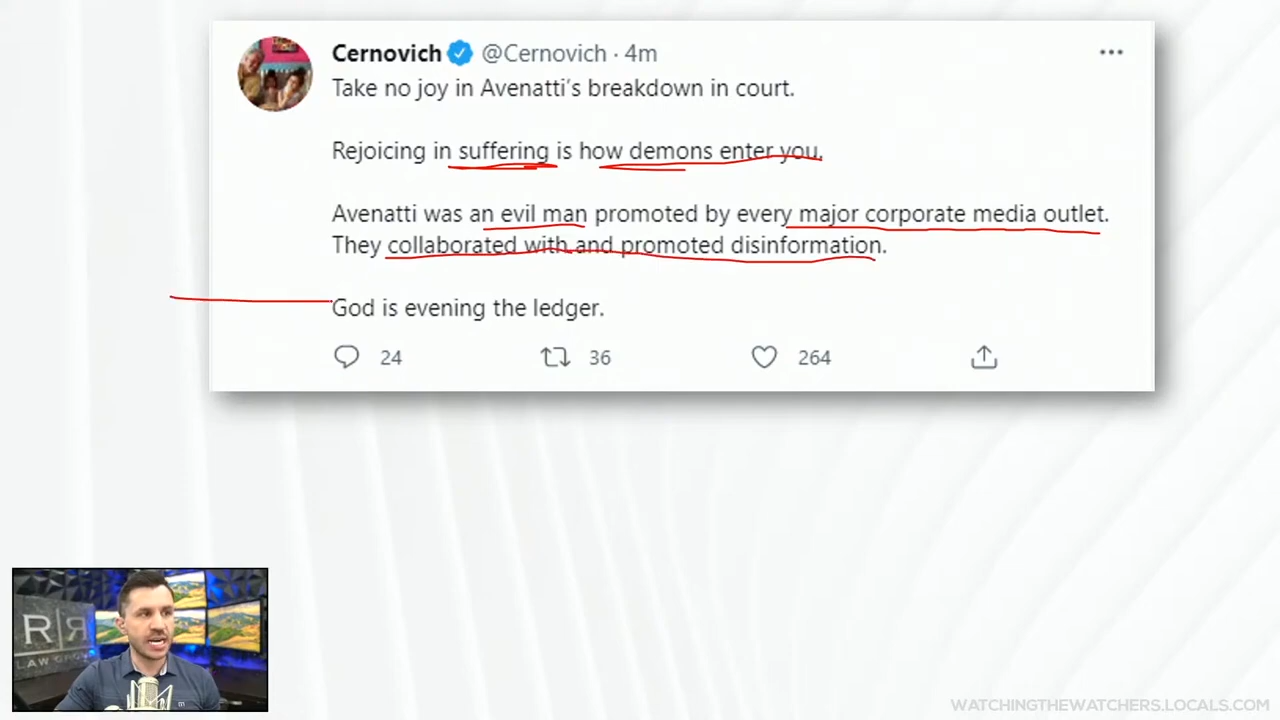 Cernovich @Cernovich · 4m
Take no joy in Avenatti's breakdown in court.
Rejoicing in suffering is how demons enter you.
Avenatti was an evil man promoted by every major corporate media outlet.
They collaborated with and promoted disinformation.
God is evening the ledger.
24 36 264
R|R
LAW GRO
WATCHINGTHEWATCHERS.LOCALS.COM